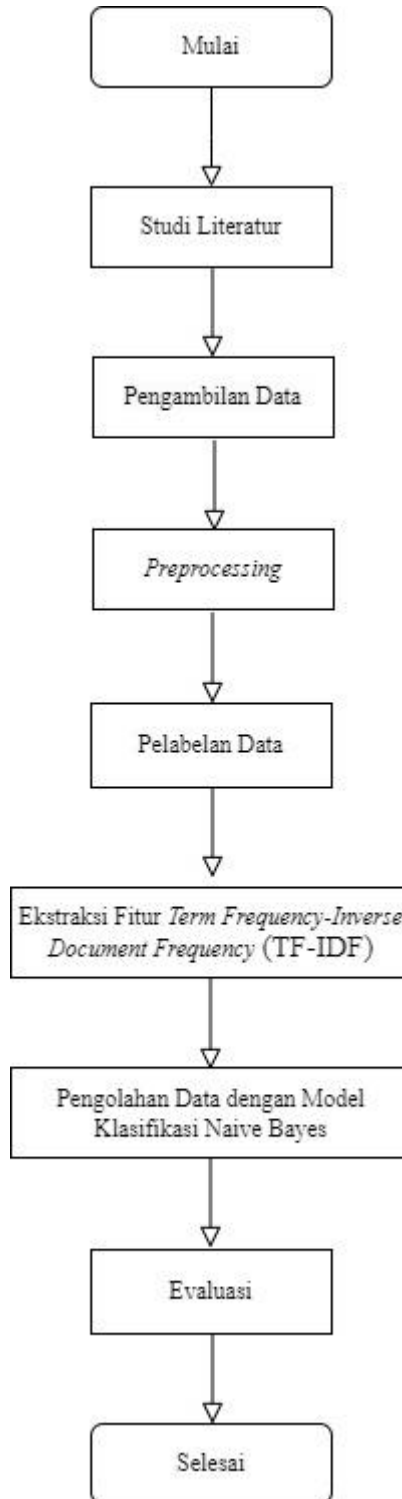 Mulai
Studi Literatur
Pengambilan Data
Preprocessing
Pelabelan Data
Ekstraksi Fitur Term Frequency-Inverse
Document Frequency (TF-IDF)
Pengolahan Data dengan Model
Klasifikasi Naive Bayes
Evaluasi
Selesai